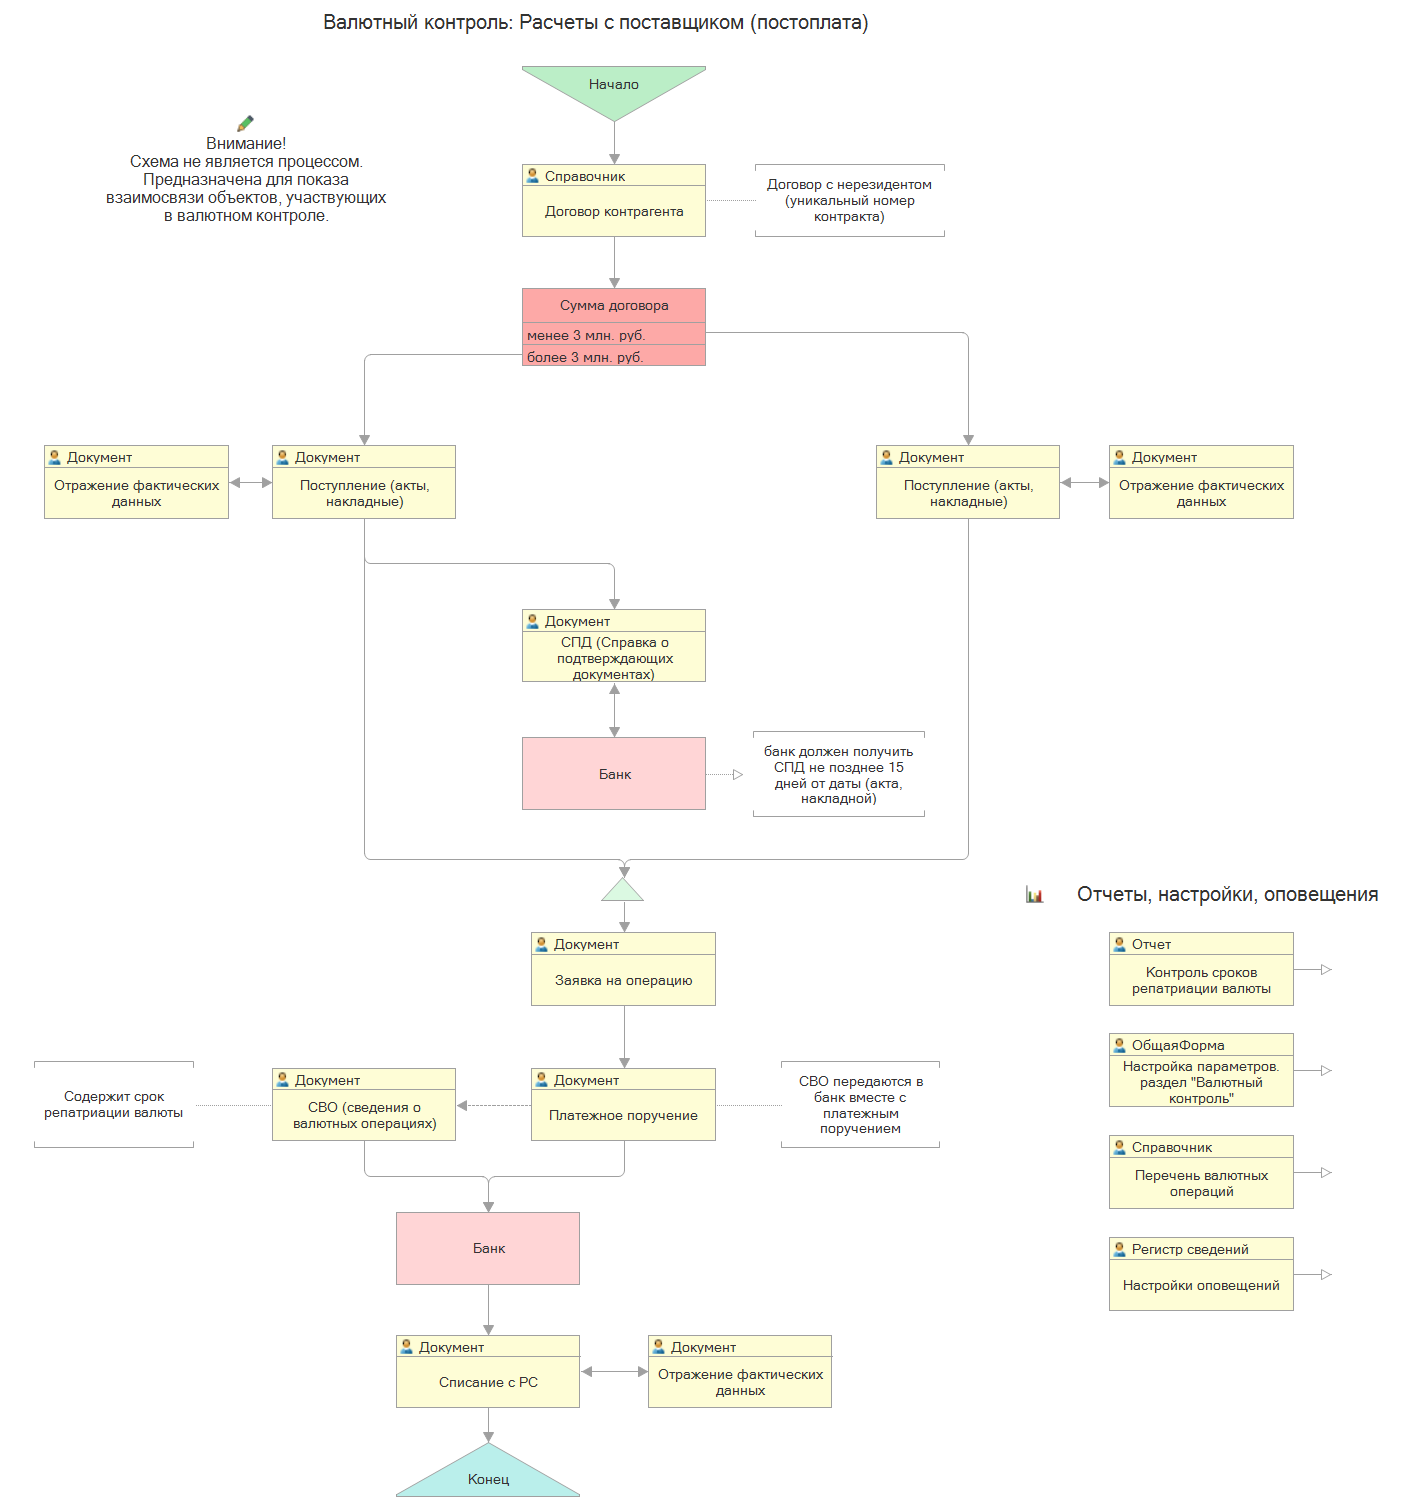 Валютный контроль: Расчеты с поставщиком (постоплата)
Начало
Внимание!
Схема не является процессом.
Предназначена для показа
взаимосвязи объектов, участвующих
в валютном контроле.
Справочник
Договор контрагента
Договор с нерезидентом
(уникальный номер
контракта)
Сумма договора
менее 3 млн. руб.
более 3 млн. руб.
Документ
Отражение фактических
данных
Документ
Поступление (акты,
накладные)
Документ
Поступление (акты,
накладные)
Документ
Отражение фактических
данных
Документ
СПД (Справка о
подтверждающих
документах)
Банк
банк должен получить
СПД не позднее 15
дней от даты (акта,
накладной)
Отчеты, настройки, оповещения
Документ
Заявка на операцию
Отчет
Контроль сроков
репатриации валюты
ОбщаяФорма
Настройка параметров.
раздел "Валютный
контроль"
Содержит срок
репатриации валюты
Документ
СВО (сведения о
валютных операциях)
Документ
Платежное поручение
СВО передаются в
банк вместе с
платежным
поручением
Справочник
Перечень валютных
операций
Банк
Регистр сведений
Настройки оповещений
Документ
Списание с РС
Документ
Отражение фактических
данных
Конец